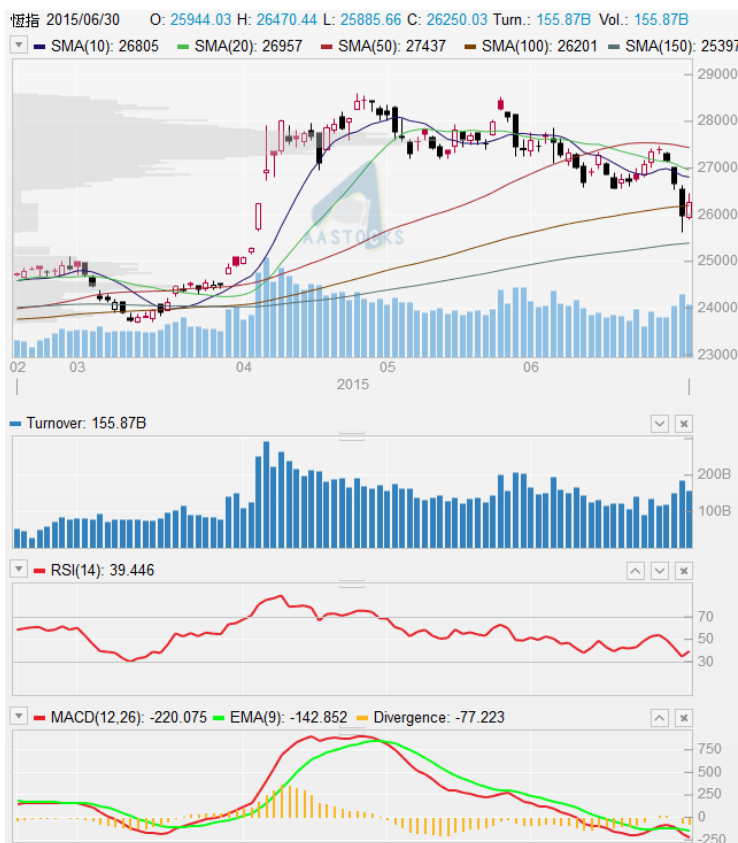 恆指 2015/06/30 O: 25944.03 H: 26470.44 L: 25885.66 C: 26250.03 Turn.: 155.87B Vol.: 155.87B
SMA(10): 26805 SMA(20): 26957 SMA(50): 27437 SMA(100): 26201 SMA(150): 25397
29000
28000
27000
26000
25000
24000
23000
AASTOCKS
02 03 04 05 06
2015
Turnover: 155.87B
200B
100B
RSI(14): 39.446
70
50
30
MACD(12,26): -220.075 EMA(9): -142.852 Divergence: -77.223
750
500
250
0
-250